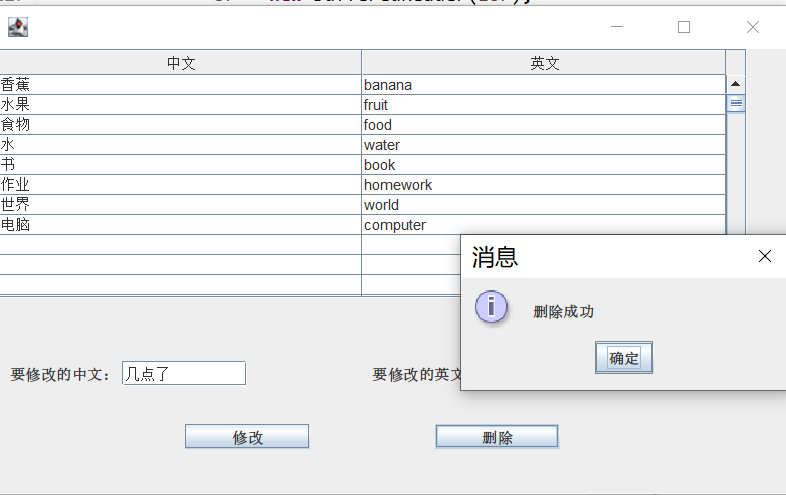 中文 英文
香蕉 banana
水果 fruit
食物 food
水 water
书 book
作业 homework
世界 world
电脑 computer
消息
删除成功
确定
要修改的中文： 几点了 要修改的英文
修改 删除